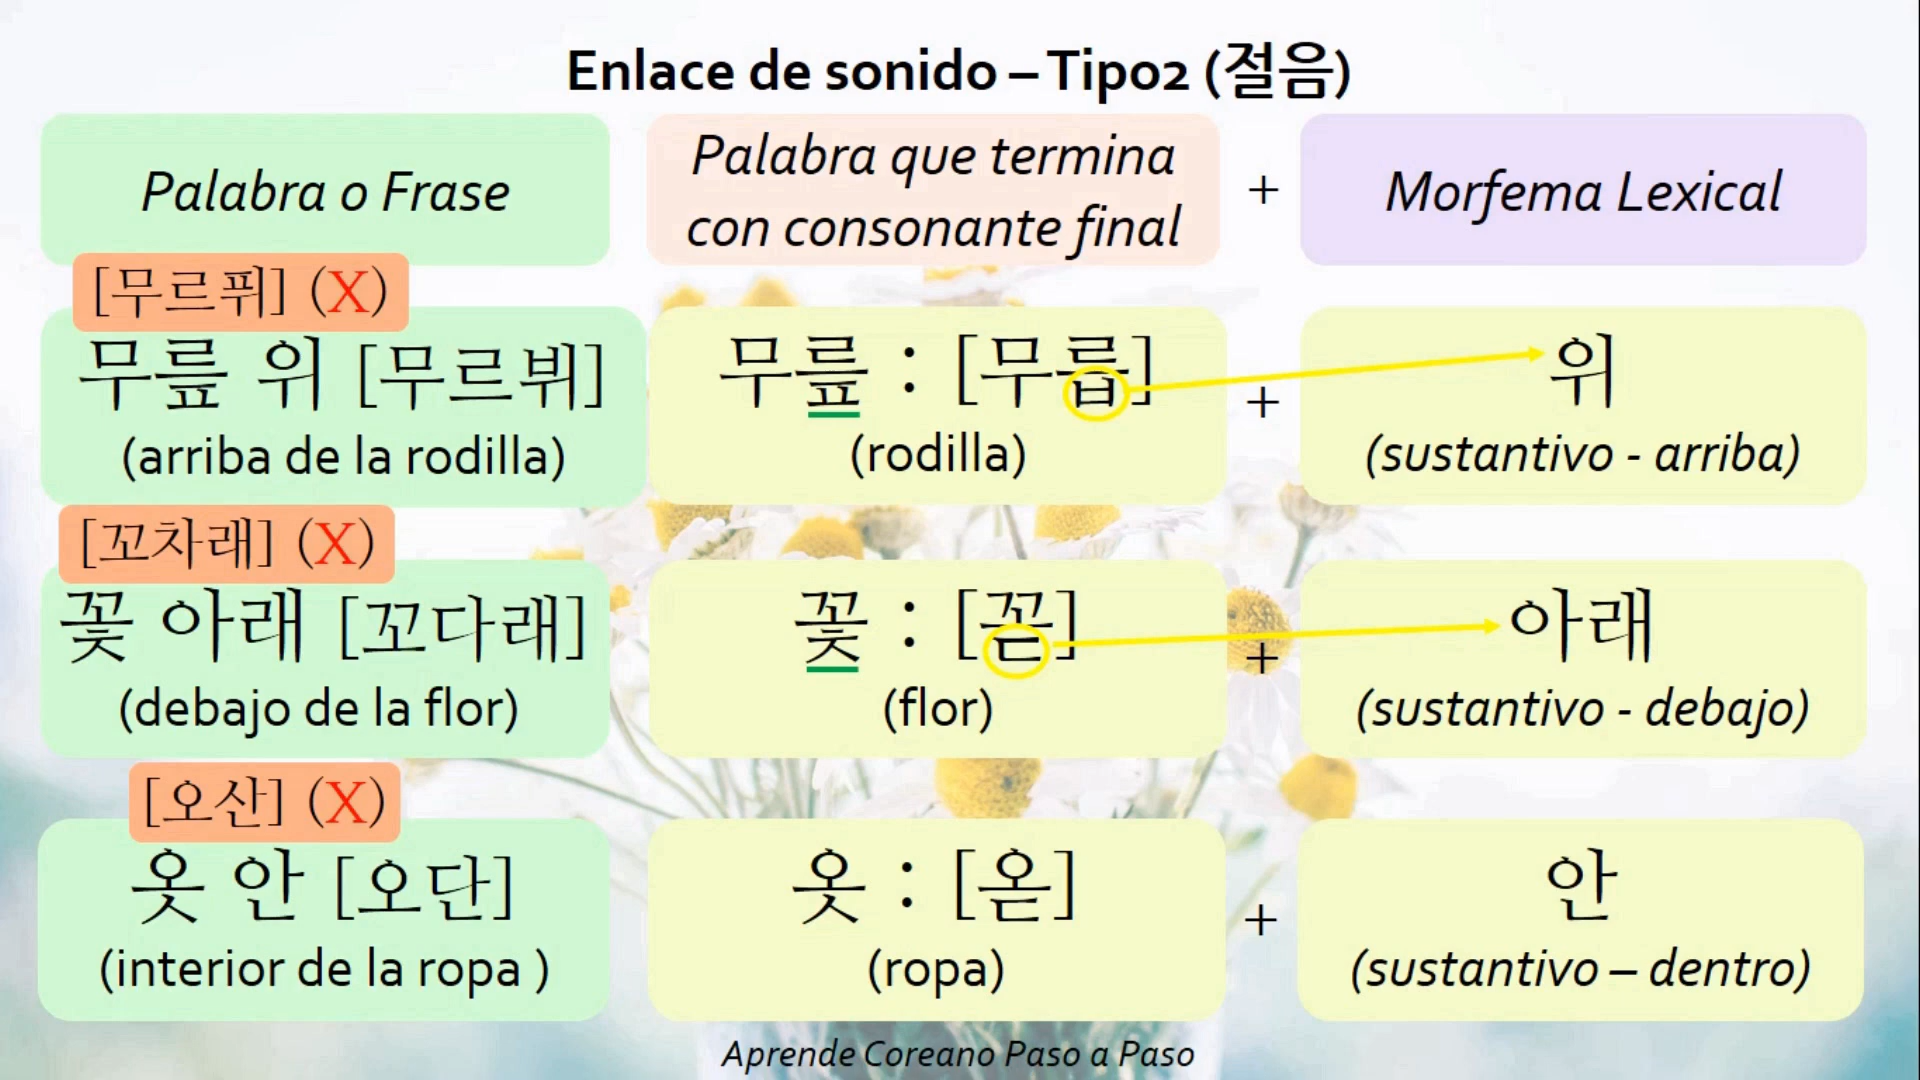 Enlace de sonido – Tipo2 (절음)
Palabra o Frase
Palabra que termina
con consonante final
+
Morfema Lexical
[무르퓌] (X)
무릎 위 [무르뷔]
(arriba de la rodilla)
무릎 : [무릅]
(rodilla)
+
위
(sustantivo - arriba)
[꼬차래] (X)
꽃 아래 [꼬다래]
(debajo de la flor)
꽃 : [꼳]
(flor)
+
아래
(sustantivo - debajo)
[오산] (X)
옷 안 [오단]
(interior de la ropa )
옷 : [옫]
(ropa)
+
안
(sustantivo – dentro)
Aprende Coreano Paso a Paso